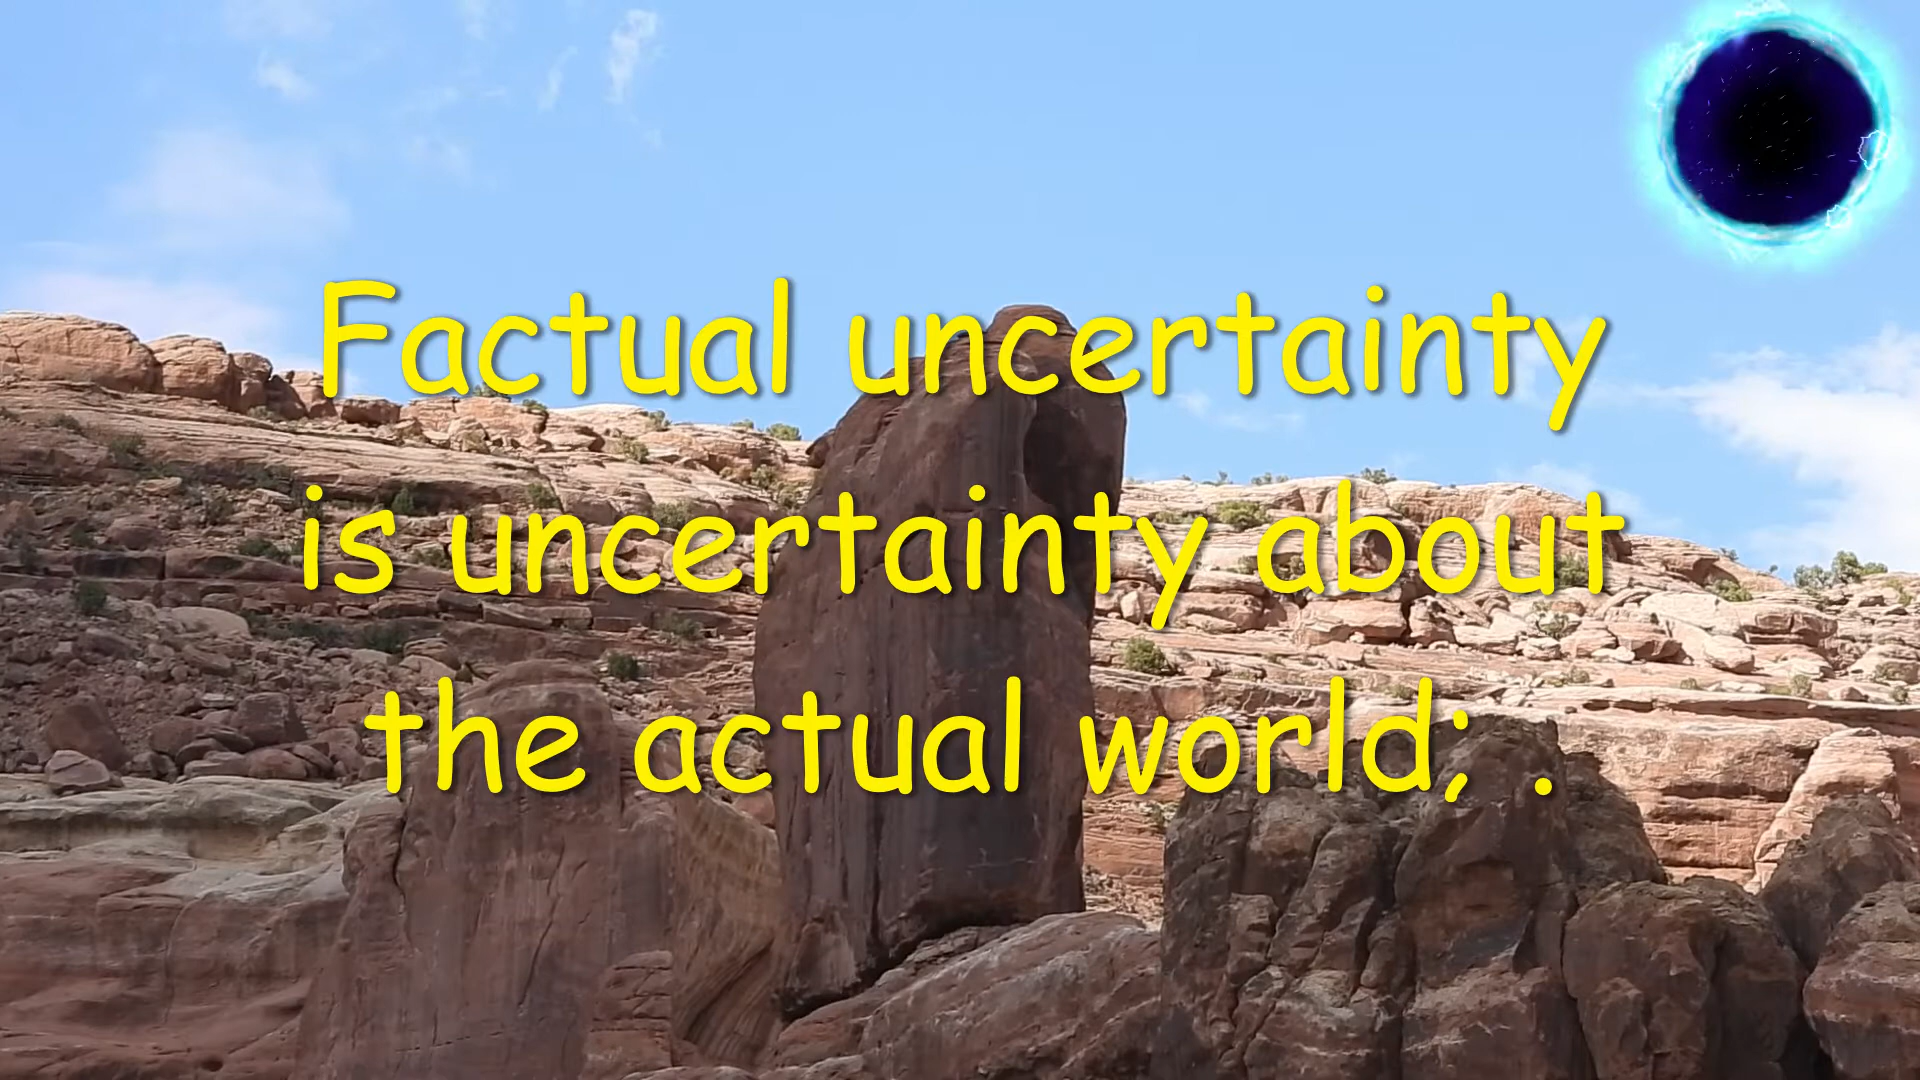 Factual uncertainty
is uncertainty about
the actual world; .